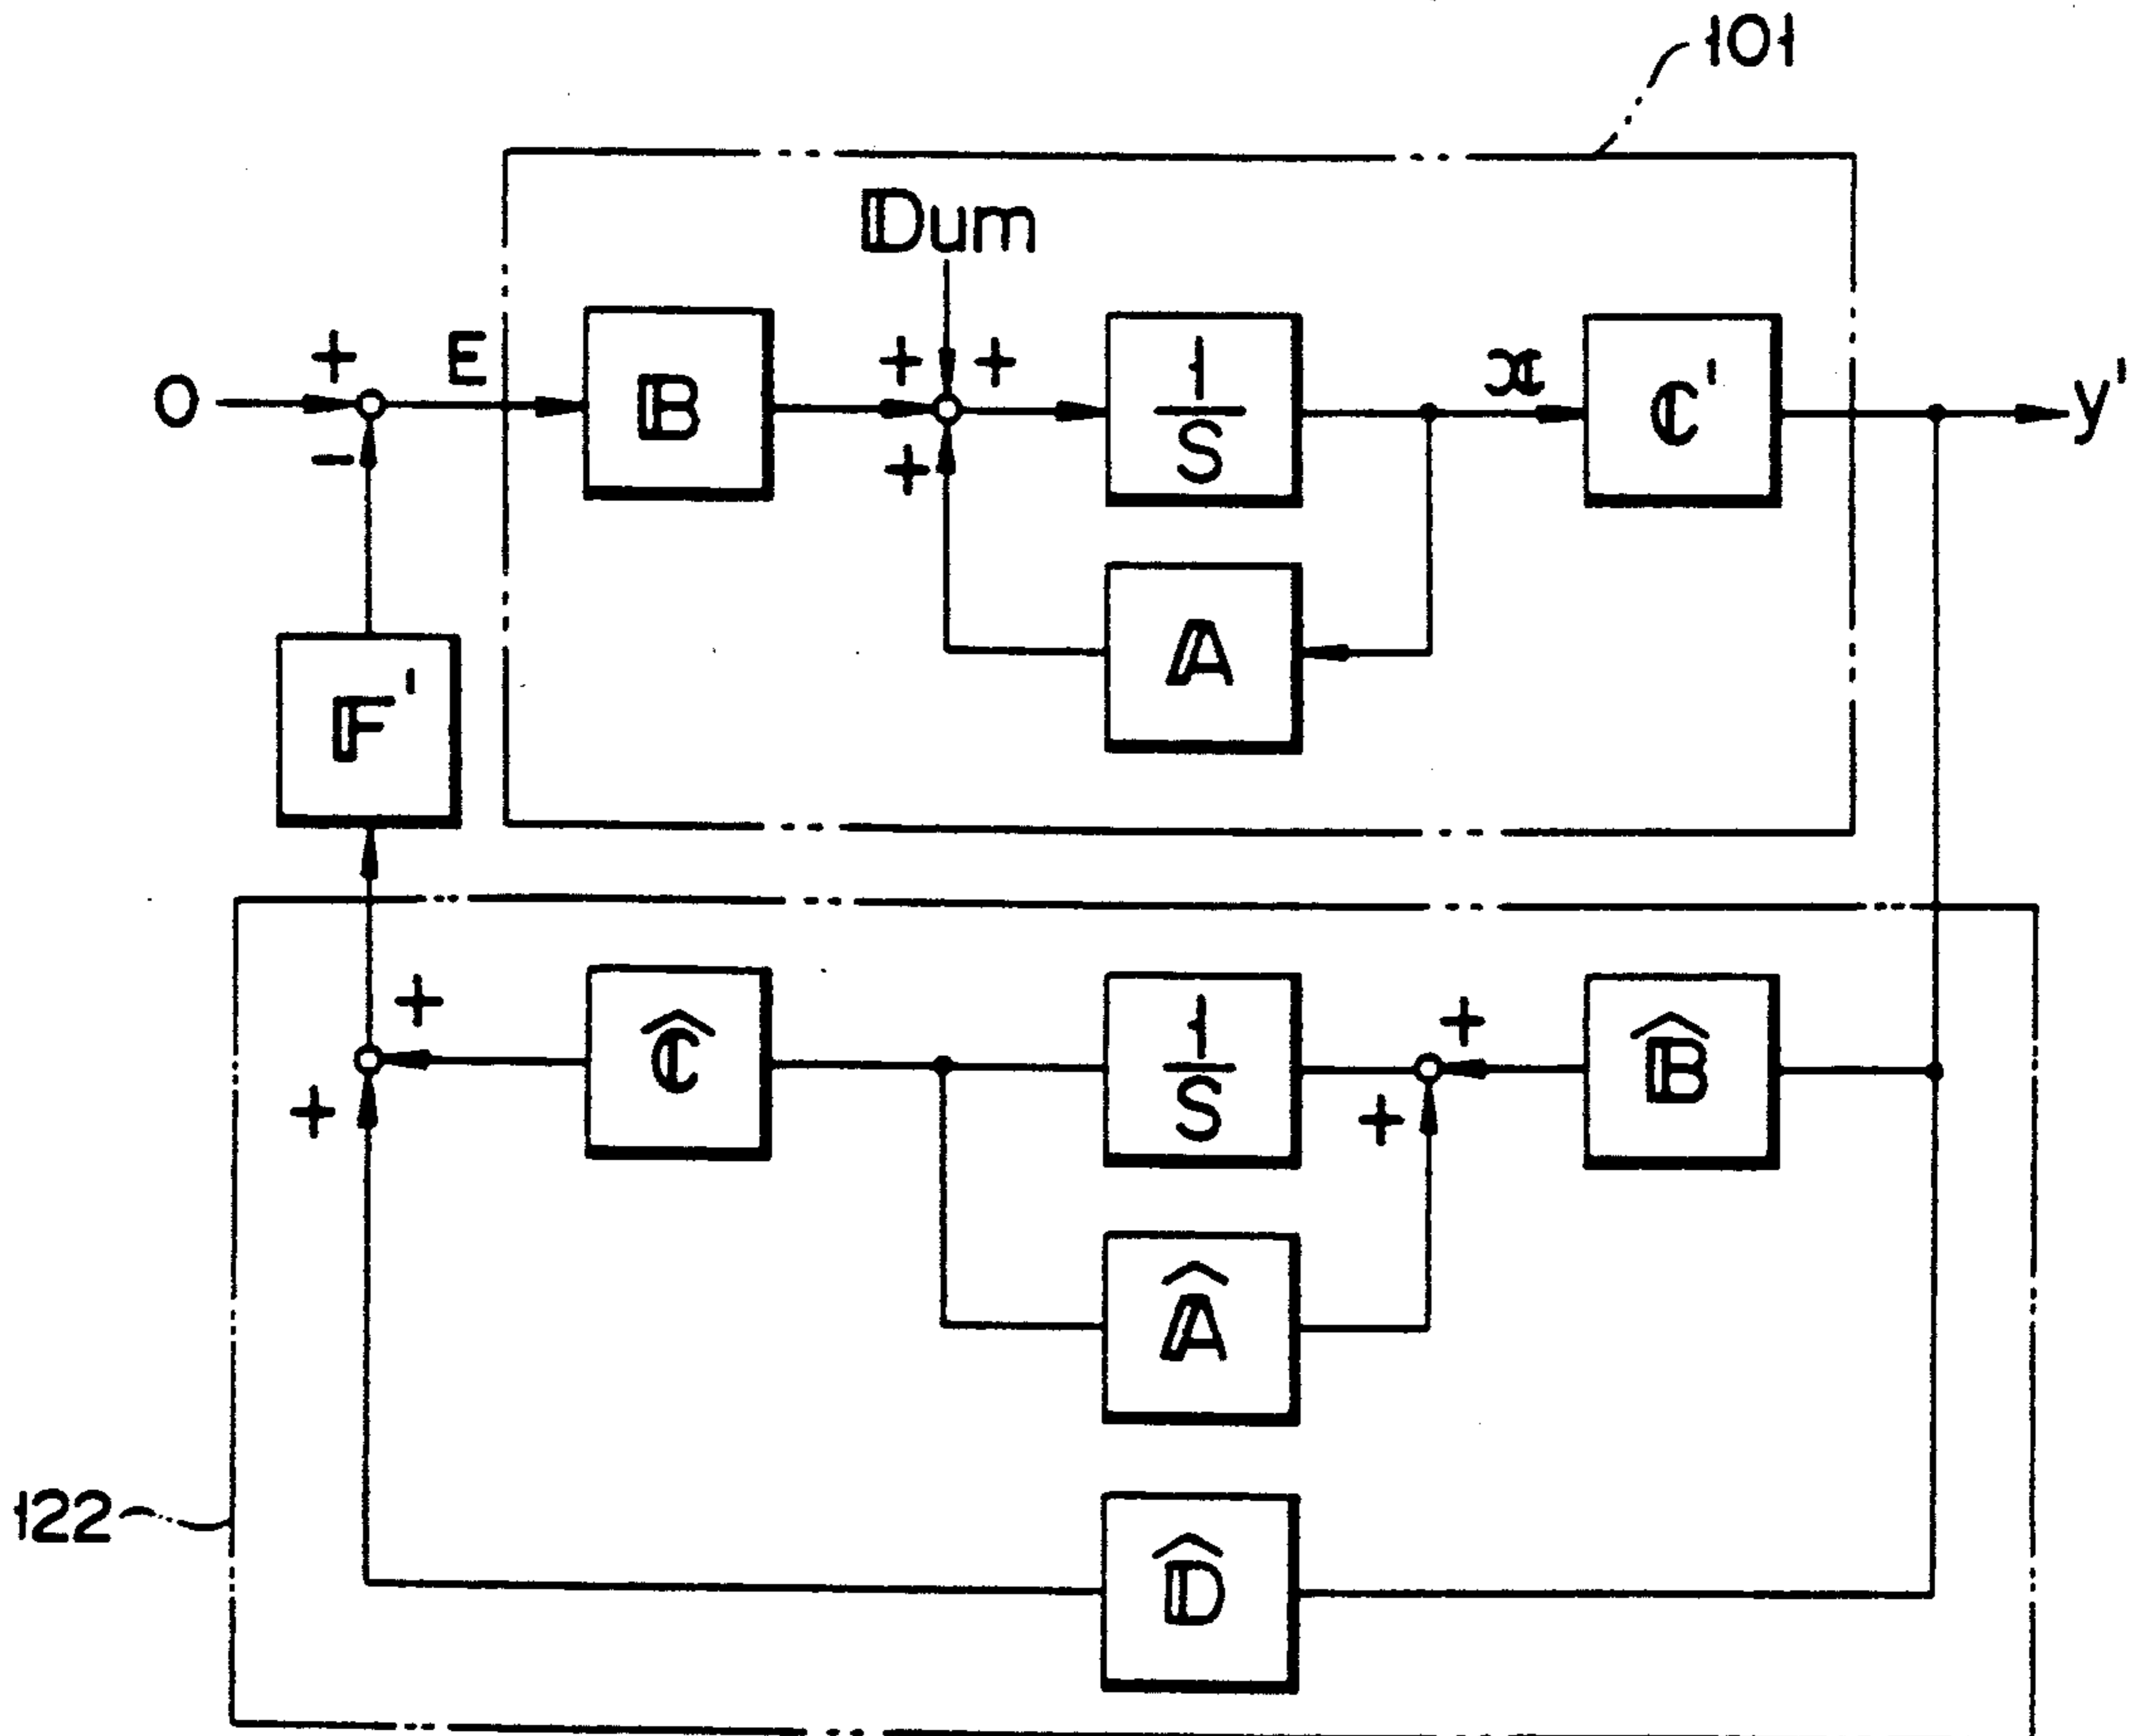 101
𝔻um
+ E + + x
0 𝔹 1/S ℂ' y'
- +
𝔸
𝔽'
+ +
Ĉ 1/S 𝔹̂
+ +
𝔸̂
122
𝔻̂